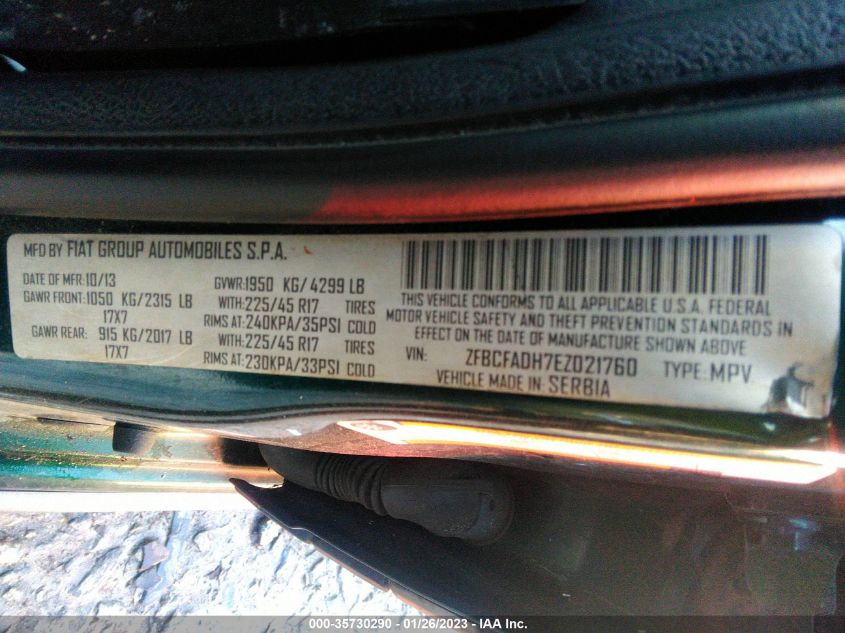 MFD BY FIAT GROUP AUTOMOBILES S.P.A.
DATE OF MFR:10/13 GVWR:1950 KG/4299 LB
GAWR FRONT:1050 KG/2315 LB WITH:225/45 R17 TIRES
17X7 RIMS AT:240KPA/35PSI COLD
GAWR REAR: 915 KG/2017 LB WITH:225/45 R17 TIRES
17X7 RIMS AT:230KPA/33PSI COLD
THIS VEHICLE CONFORMS TO ALL APPLICABLE U.S.A. FEDERAL
MOTOR VEHICLE SAFETY AND THEFT PREVENTION STANDARDS IN
EFFECT ON THE DATE OF MANUFACTURE SHOWN ABOVE
VIN: ZFBCFADH7EZ021760 TYPE:MPV
VEHICLE MADE IN: SERBIA
000-35730290 - 01/26/2023 - IAA Inc.